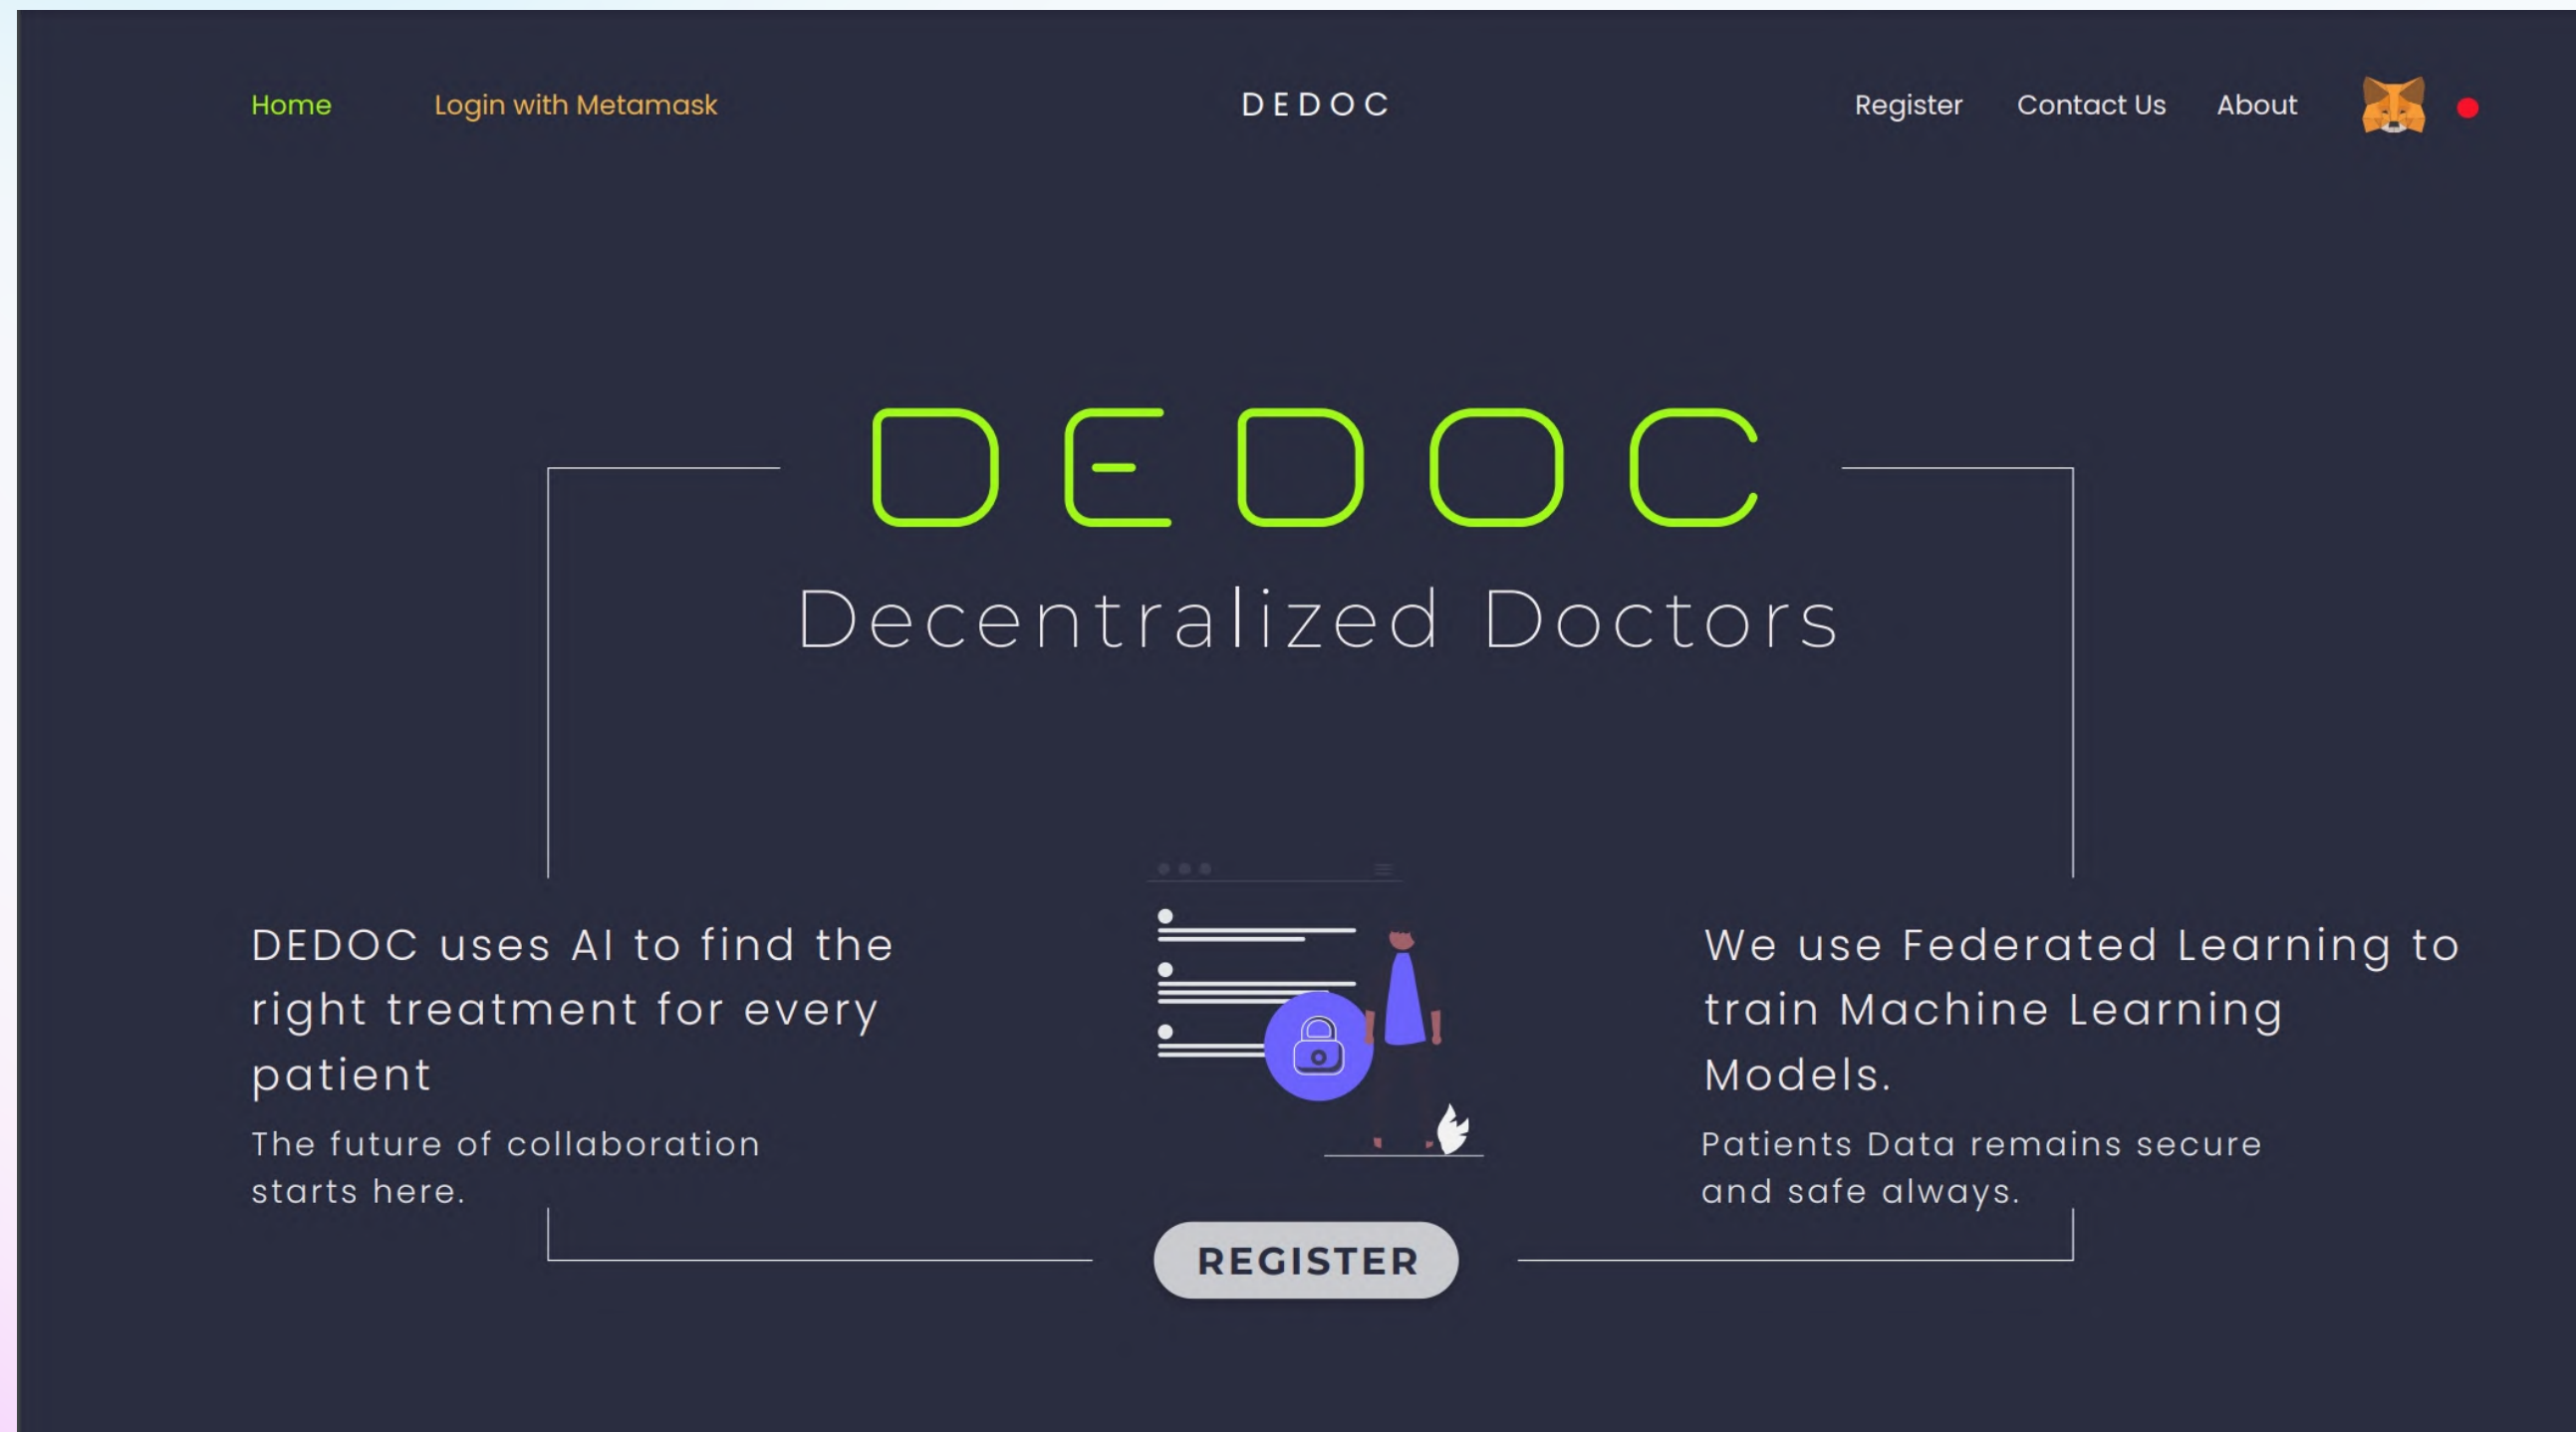 Home
Login with Metamask
DEDOC
Register
Contact Us
About
DEDOC
Decentralized Doctors
DEDOC uses AI to find the
right treatment for every
patient
The future of collaboration
starts here.
We use Federated Learning to
train Machine Learning
Models.
Patients Data remains secure
and safe always.
REGISTER